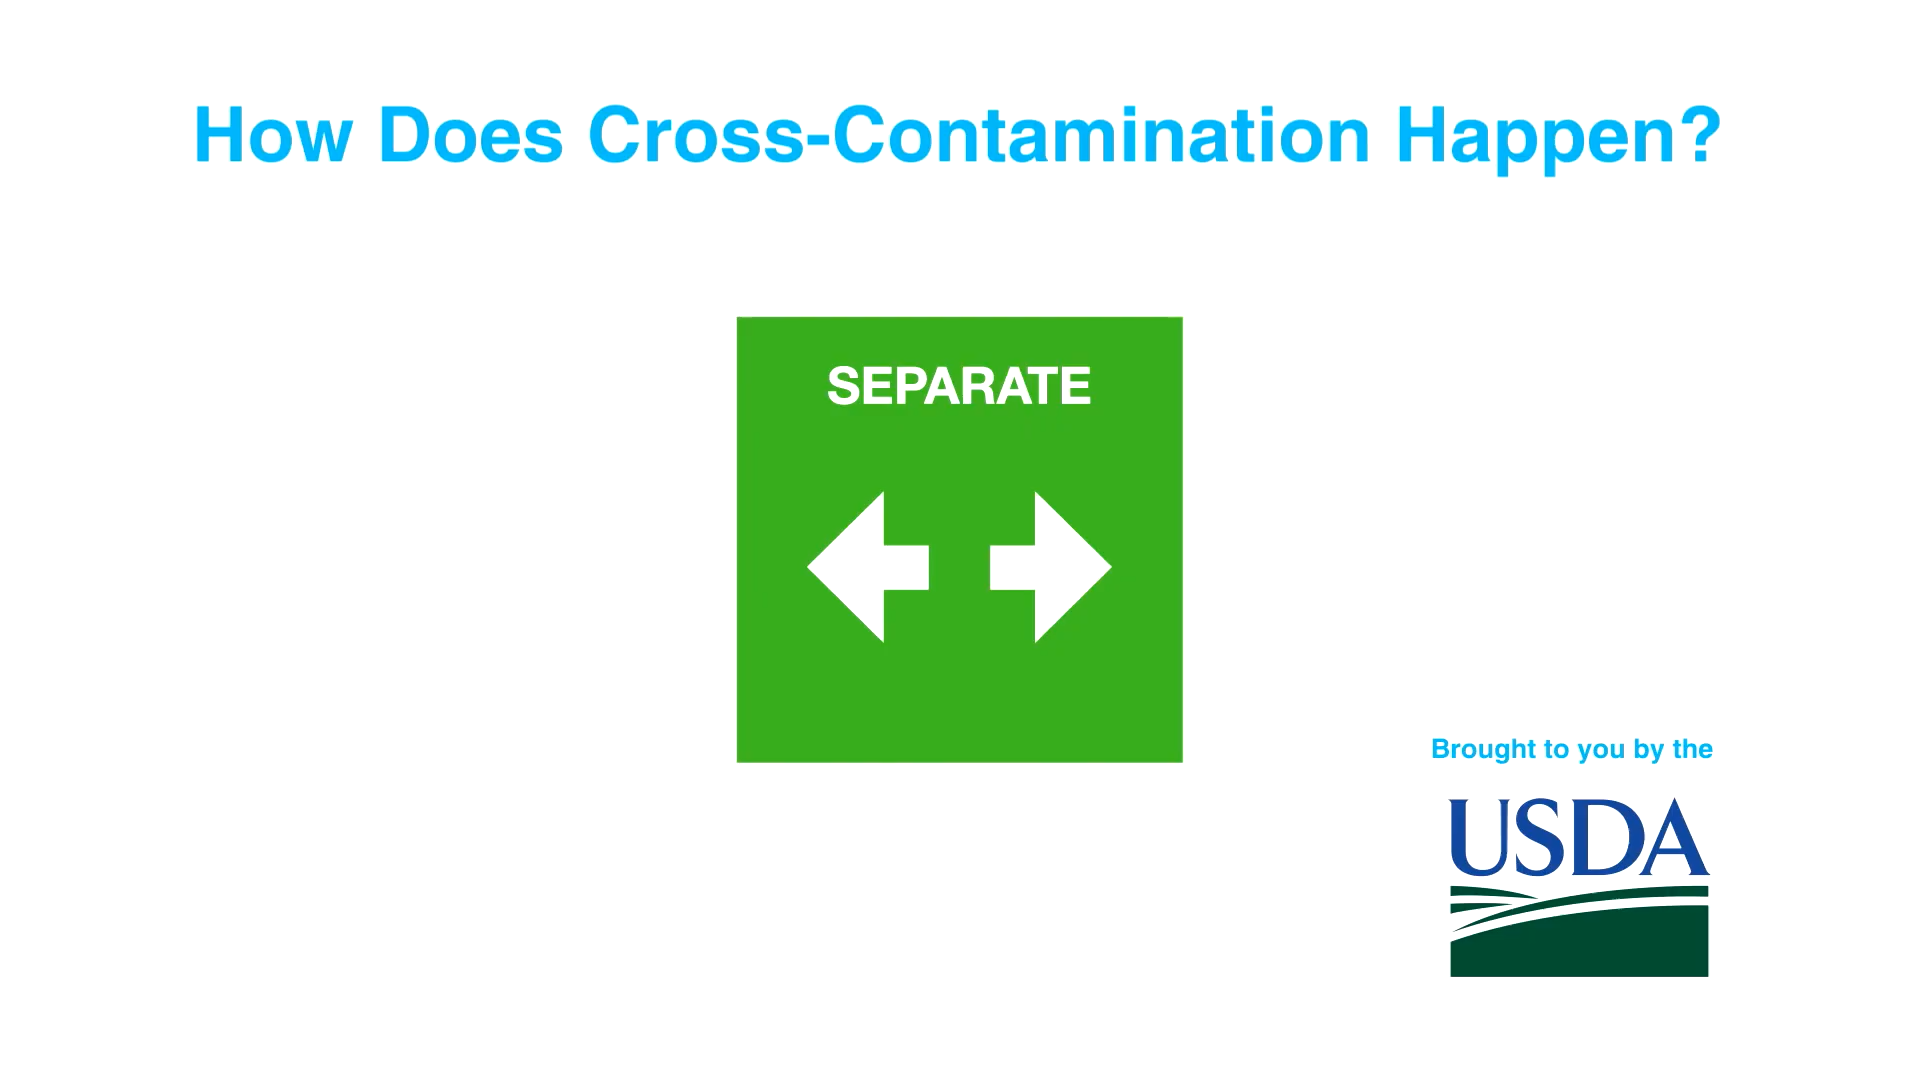 How Does Cross-Contamination Happen?
SEPARATE
Brought to you by the
USDA